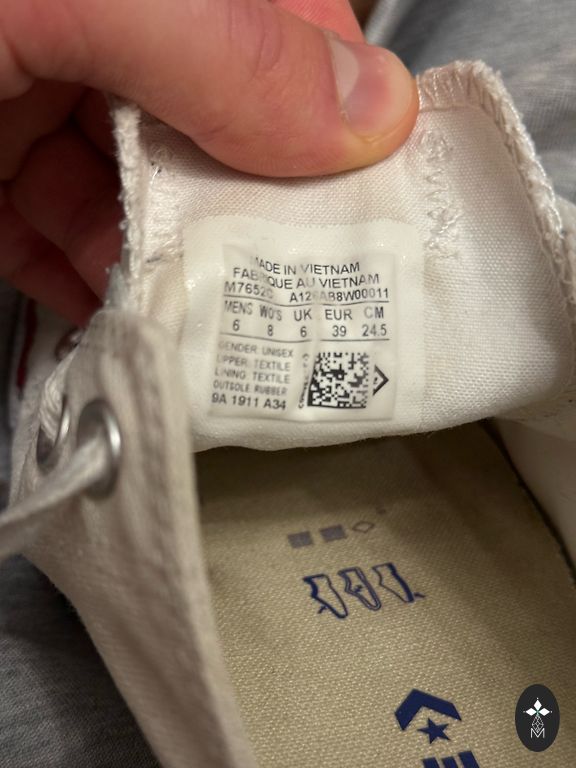 MADE IN VIETNAM
FABRIQUE AU VIETNAM
M7652C A126AB8W00011
MENS WO'S UK EUR CM
6 8 6 39 24.5
GENDER: UNISEX
UPPER: TEXTILE
LINING: TEXTILE
OUTSOLE RUBBER
9A 1911 A34
M